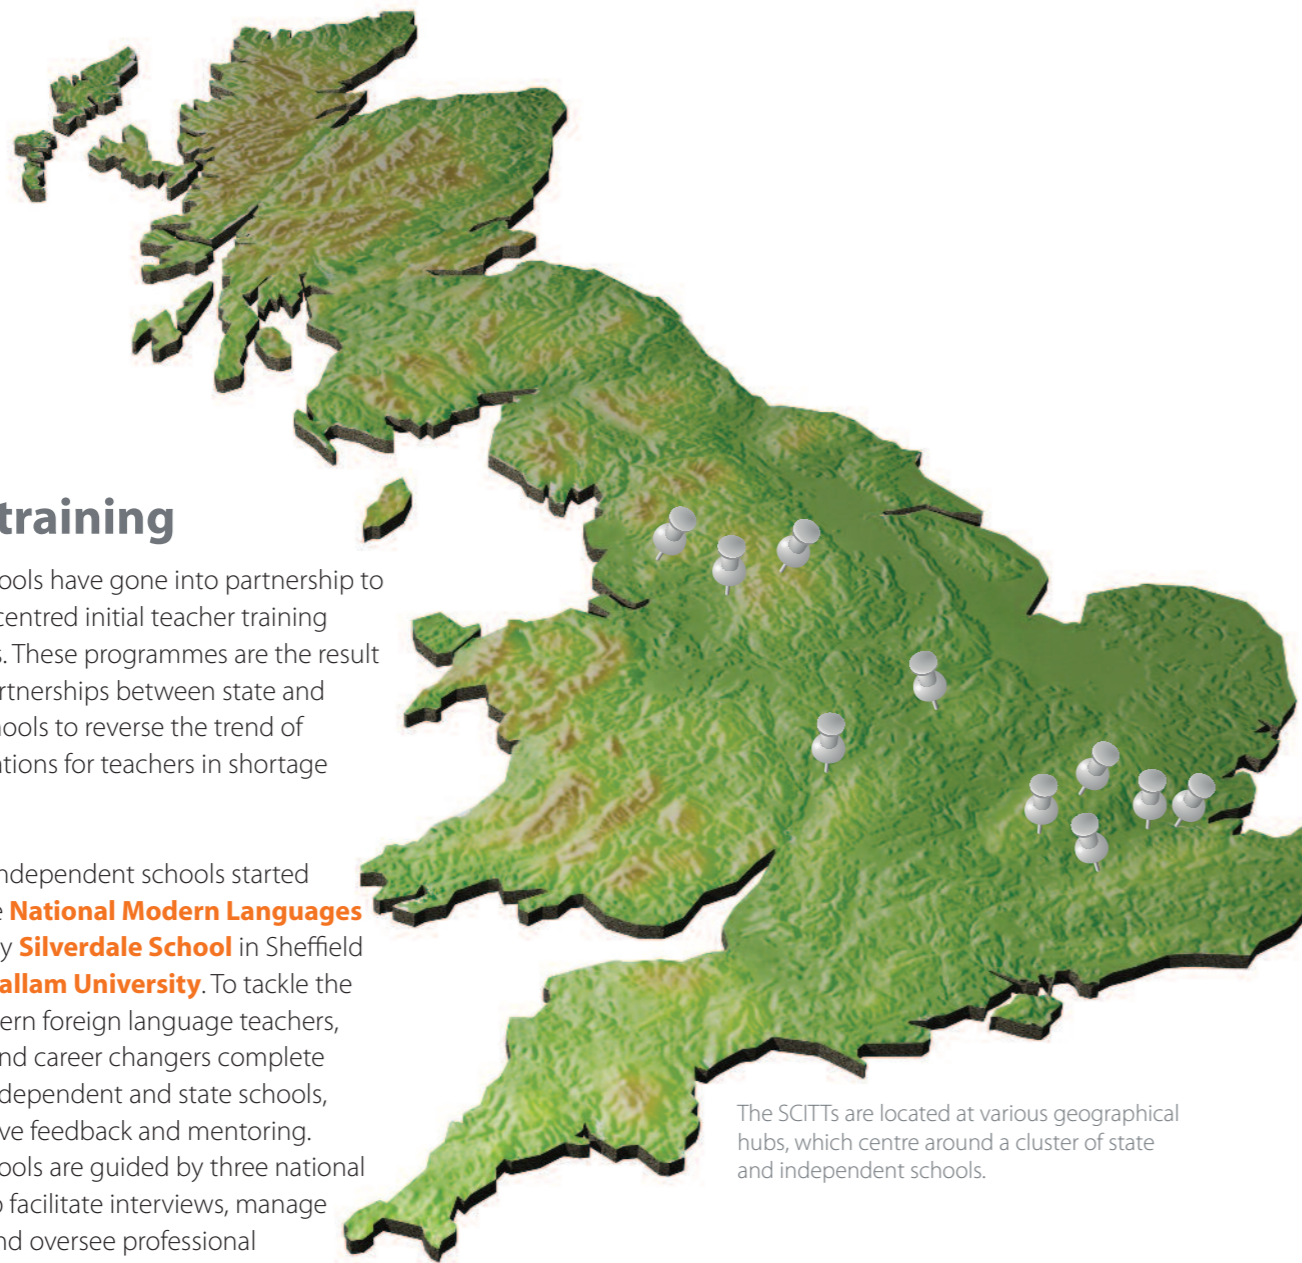 training
ools have gone into partnership to
centred initial teacher training
s. These programmes are the result
artnerships between state and
hools to reverse the trend of
ations for teachers in shortage
ndependent schools started
e National Modern Languages
y Silverdale School in Sheffield
allam University. To tackle the
ern foreign language teachers,
nd career changers complete
dependent and state schools,
ve feedback and mentoring.
ools are guided by three national
o facilitate interviews, manage
nd oversee professional
The SCITTs are located at various geographical
hubs, which centre around a cluster of state
and independent schools.